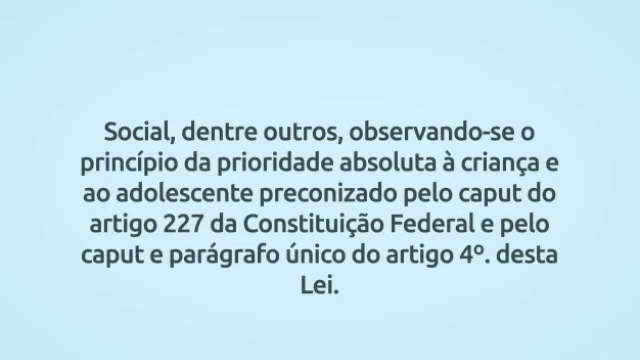 Social, dentre outros, observando-se o
princípio da prioridade absoluta à criança e
ao adolescente preconizado pelo caput do
artigo 227 da Constituição Federal e pelo
caput e parágrafo único do artigo 4º. desta
Lei.